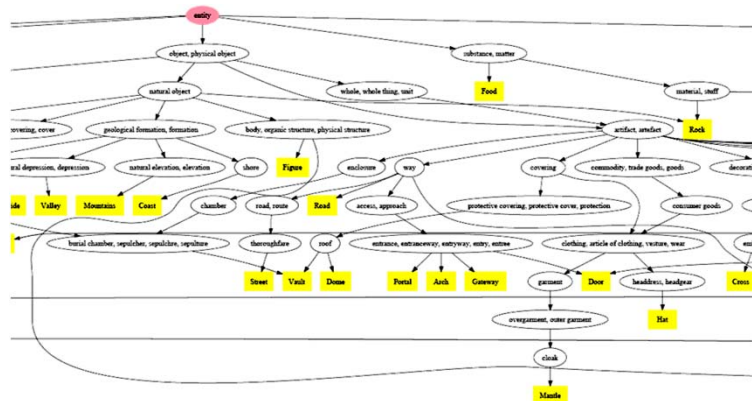 entity
object, physical object
substance, matter
natural object
whole, whole thing, unit
Food
material, stuff
overing, cover
geological formation, formation
body, organic structure, physical structure
artifact, artefact
Rock
ral depression, depression
natural elevation, elevation
shore
Figure
enclosure
way
covering
commodity, trade goods, goods
decorati
ide
Valley
Mountains
Coast
chamber
road, route
Road
access, approach
protective covering, protective cover, protection
consumer goods
burial chamber, sepulcher, sepulchre, sepulture
thoroughfare
roof
entrance, entranceway, entryway, entry, entree
clothing, article of clothing, vesture, wear
Street
Vault
Dome
Portal
Arch
Gateway
garment
Door
headdress, headgear
Cross
overgarment, outer garment
Hat
cloak
Mantle